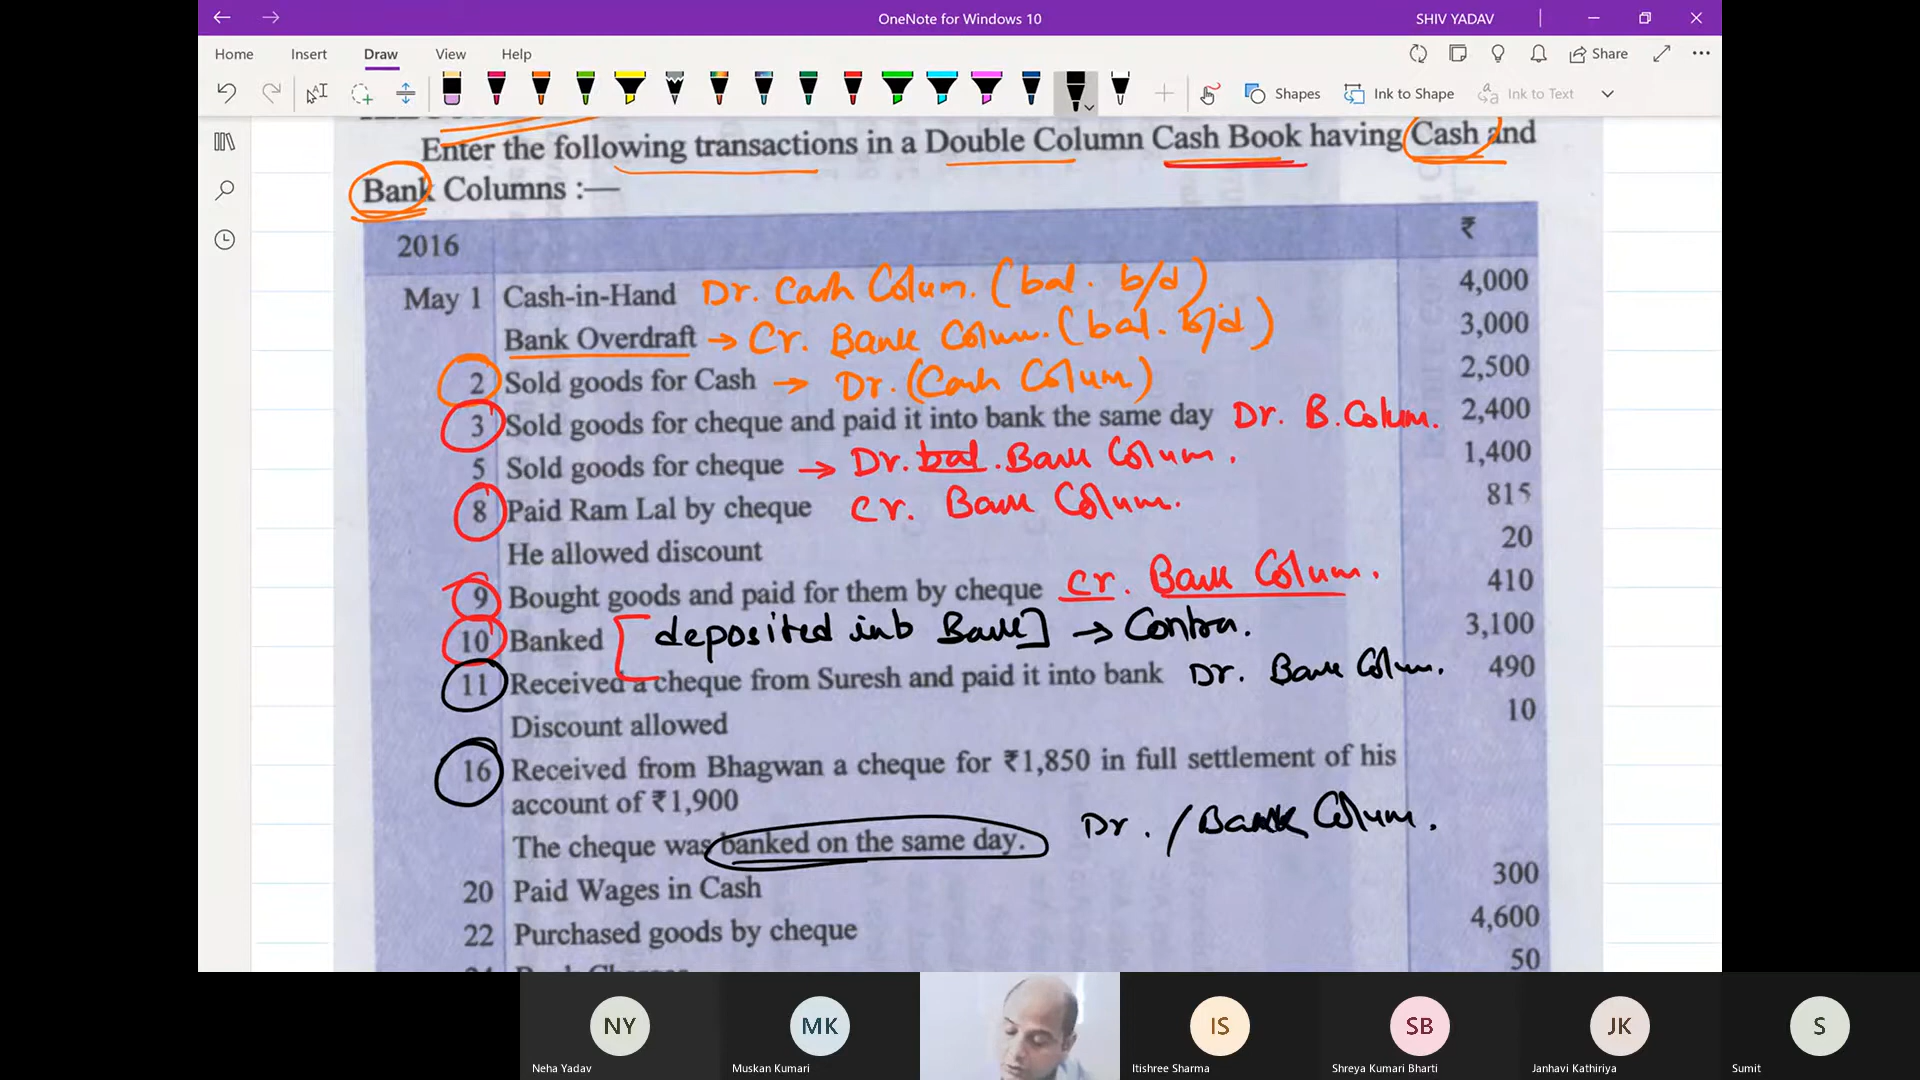 OneNote for Windows 10
SHIV YADAV
Home Insert Draw View Help
Share
Shapes Ink to Shape Ink to Text
Enter the following transactions in a Double Column Cash Book having Cash and
Bank Columns :—
2016 ₹
May 1 Cash-in-Hand Dr. Cash Colum. (bal. b/d) 4,000
Bank Overdraft → Cr. Bank Colum. (bal. b/d) 3,000
2 Sold goods for Cash → Dr. (Cash Colum) 2,500
3 Sold goods for cheque and paid it into bank the same day Dr. B. Colum. 2,400
5 Sold goods for cheque → Dr. bal. Bank Colum. 1,400
8 Paid Ram Lal by cheque Cr. Bank Colum. 815
He allowed discount 20
9 Bought goods and paid for them by cheque Cr. Bank Colum. 410
10 Banked [deposited into Bank] → Contra. 3,100
11 Received a cheque from Suresh and paid it into bank Dr. Bank Colum. 490
Discount allowed 10
16 Received from Bhagwan a cheque for ₹1,850 in full settlement of his
account of ₹1,900
The cheque was banked on the same day. Dr. / Bank Colum.
20 Paid Wages in Cash 300
22 Purchased goods by cheque 4,600
50
NY MK IS SB JK S
Neha Yadav Muskan Kumari Itishree Sharma Shreya Kumari Bharti Janhavi Kathiriya Sumit